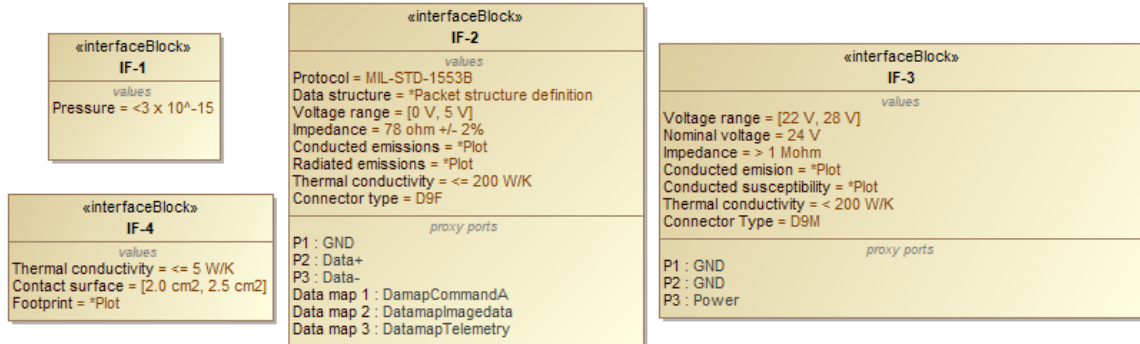 «interfaceBlock»
IF-1
values
Pressure = <3 x 10^-15
«interfaceBlock»
IF-4
values
Thermal conductivity = <= 5 W/K
Contact surface = [2.0 cm2, 2.5 cm2]
Footprint = *Plot
«interfaceBlock»
IF-2
values
Protocol = MIL-STD-1553B
Data structure = *Packet structure definition
Voltage range = [0 V, 5 V]
Impedance = 78 ohm +/- 2%
Conducted emissions = *Plot
Radiated emissions = *Plot
Thermal conductivity = <= 200 W/K
Connector type = D9F
proxy ports
P1 : GND
P2 : Data+
P3 : Data-
Data map 1 : DamapCommandA
Data map 2 : DatamapImagedata
Data map 3 : DatamapTelemetry
«interfaceBlock»
IF-3
values
Voltage range = [22 V, 28 V]
Nominal voltage = 24 V
Impedance = > 1 Mohm
Conducted emision = *Plot
Conducted susceptibility = *Plot
Thermal conductivity = < 200 W/K
Connector Type = D9M
proxy ports
P1 : GND
P2 : GND
P3 : Power